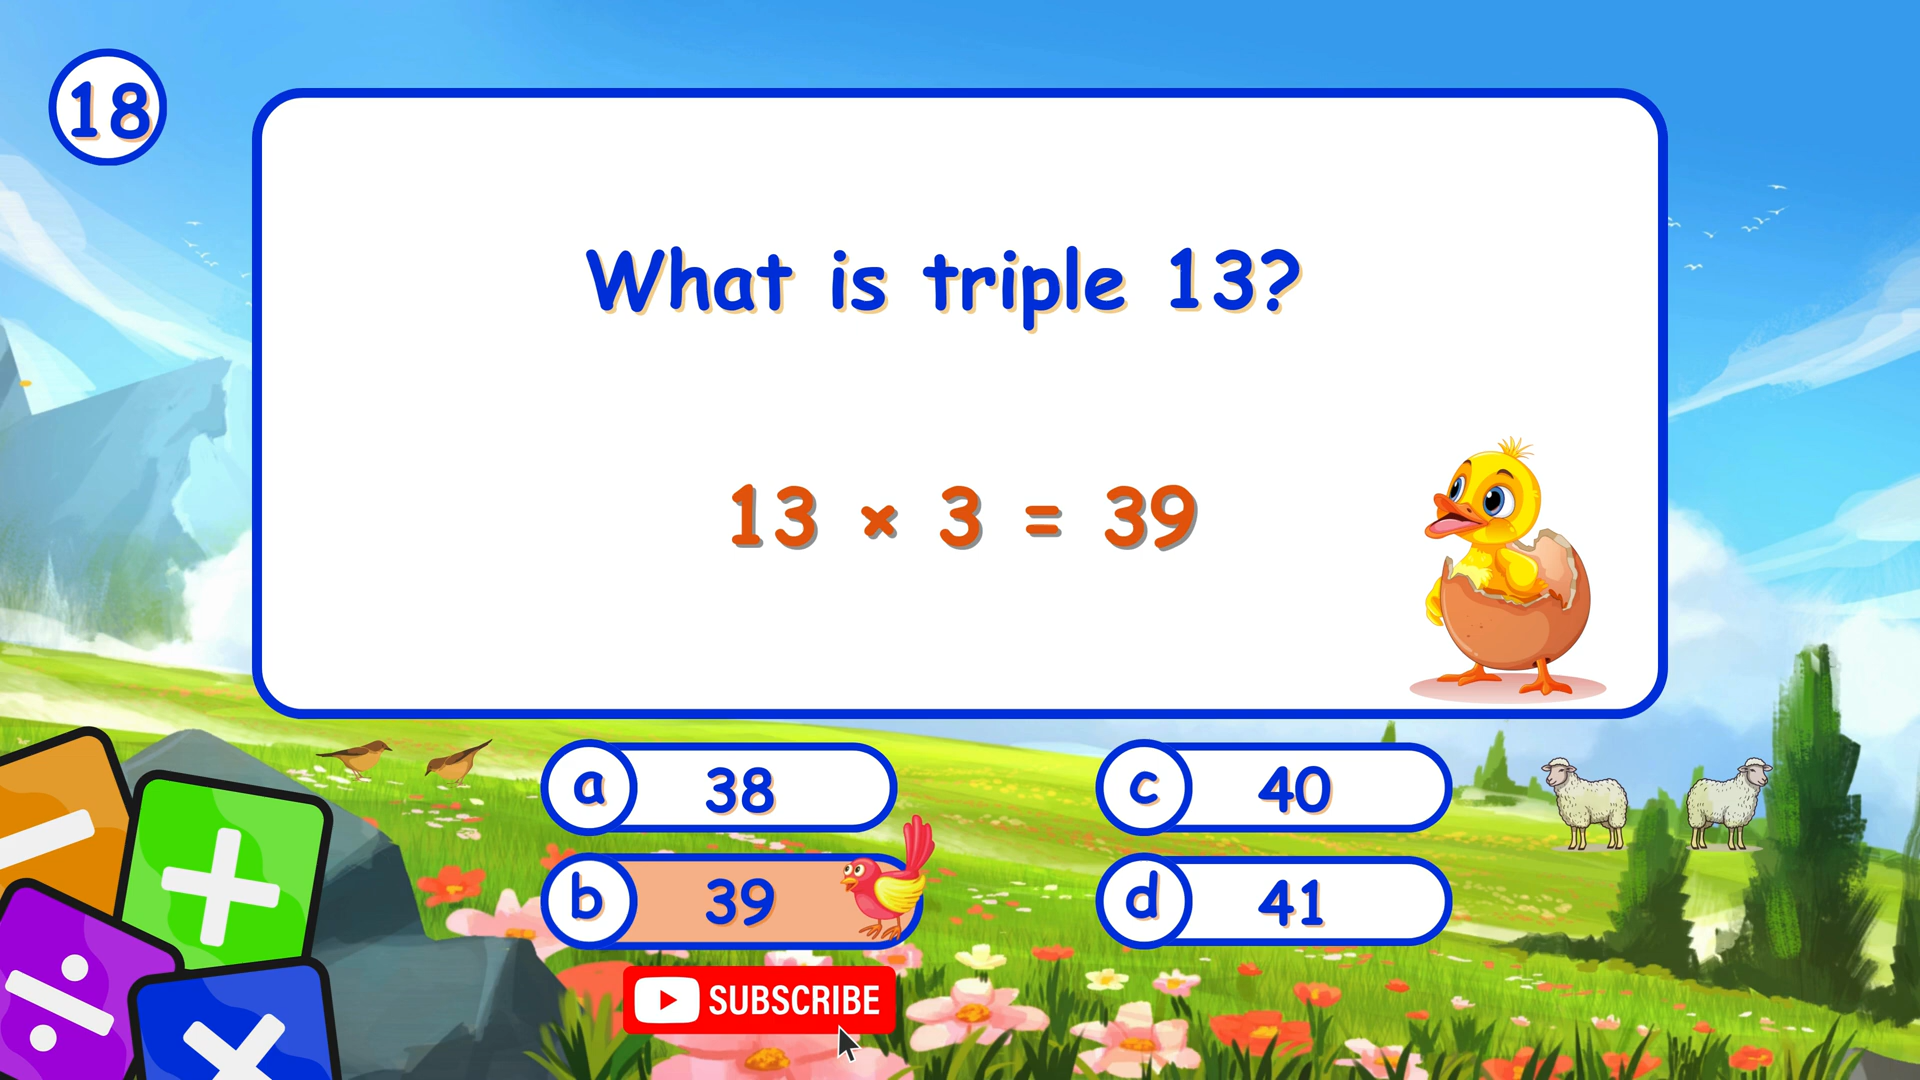 18
What is triple 13?
13 × 3 = 39
a 38
b 39
c 40
d 41
SUBSCRIBE